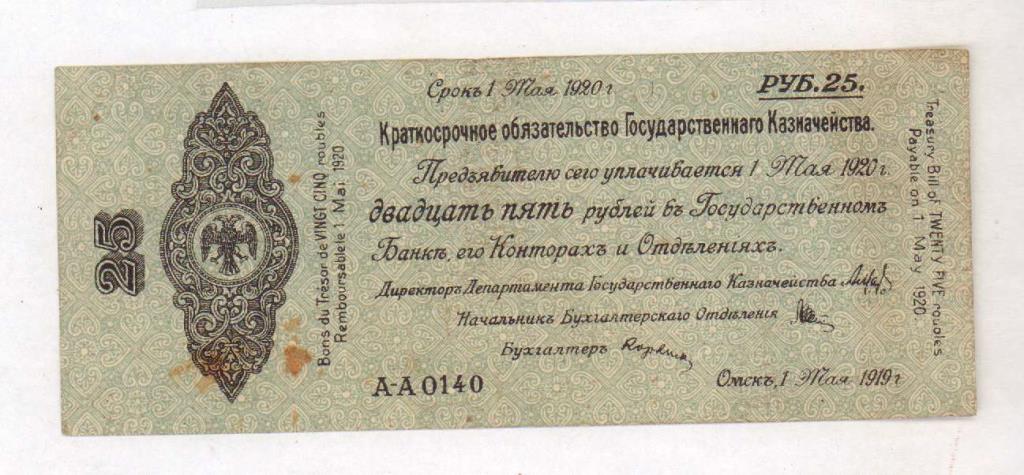 Срокъ 1 Мая 1920 г.
РУБ. 25.
Краткосрочное обязательство Государственнаго Казначейства.
Предъявителю сего уплачивается 1 Мая 1920 г.
двадцать пять рублей въ Государственномъ
Банкѣ, его Конторахъ и Отдѣленіяхъ.
Директоръ Департамента Государственнаго Казначейства
Начальникъ Бухгалтерскаго Отдѣленія
Бухгалтеръ
А-А 0140
Омскъ, 1 Мая 1919 г
25
Bons du Trésor de VINGT CINQ roubles
Remboursable le 1 Mai 1920
Treasury Bill of TWENTY FIVE roubles
Payable on 1 May 1920.